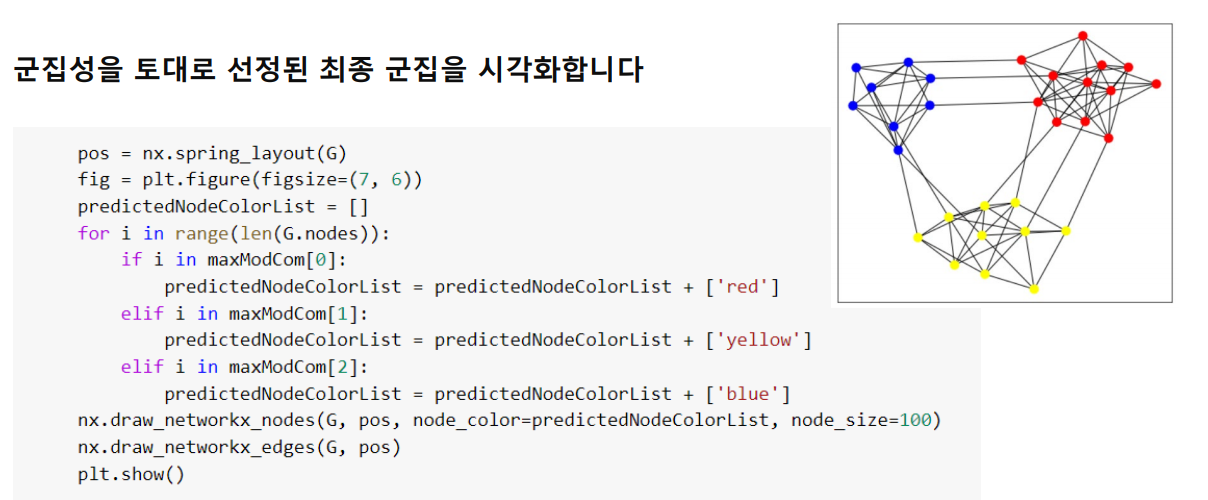 군집성을 토대로 선정된 최종 군집을 시각화합니다
pos = nx.spring_layout(G)
fig = plt.figure(figsize=(7, 6))
predictedNodeColorList = []
for i in range(len(G.nodes)):
    if i in maxModCom[0]:
        predictedNodeColorList = predictedNodeColorList + ['red']
    elif i in maxModCom[1]:
        predictedNodeColorList = predictedNodeColorList + ['yellow']
    elif i in maxModCom[2]:
        predictedNodeColorList = predictedNodeColorList + ['blue']
nx.draw_networkx_nodes(G, pos, node_color=predictedNodeColorList, node_size=100)
nx.draw_networkx_edges(G, pos)
plt.show()